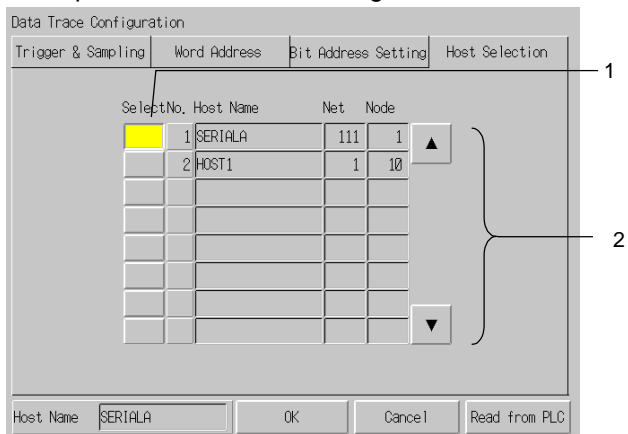 Data Trace Configuration
Trigger & Sampling Word Address Bit Address Setting Host Selection
1
Select No. Host Name Net Node
1 SERIALA 111 1 ▲
2 HOST1 1 10
2
▼
Host Name SERIALA OK Cancel Read from PLC